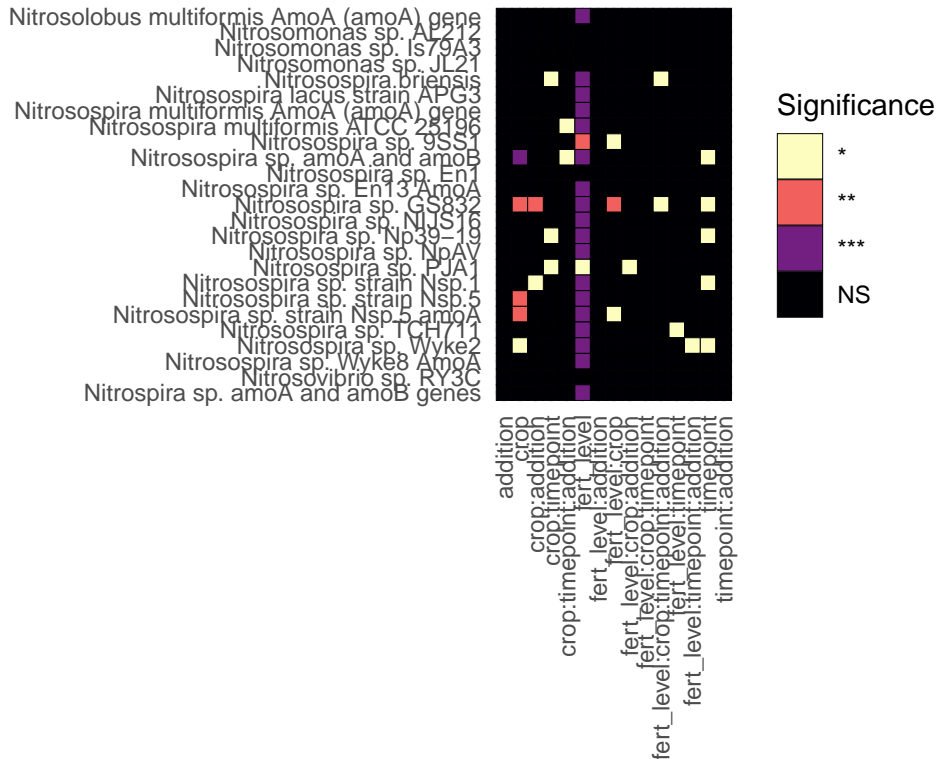 Nitrosolobus multiformis AmoA (amoA) gene
Nitrosomonas sp. AL212
Nitrosomonas sp. Is79A3
Nitrosomonas sp. JL21
Nitrosospira briensis
Nitrosospira lacus strain APG3
Nitrosospira multiformis AmoA (amoA) gene
Nitrosospira multiformis ATCC 25196
Nitrosospira sp. 9SS1
Nitrosospira sp. amoA and amoB
Nitrosospira sp. En1
Nitrosospira sp. En13 AmoA
Nitrosospira sp. GS832
Nitrosospira sp. NIJS16
Nitrosospira sp. Np39−19
Nitrosospira sp. NpAV
Nitrosospira sp. PJA1
Nitrosospira sp. strain Nsp.1
Nitrosospira sp. strain Nsp.5
Nitrosospira sp. strain Nsp.5 amoA
Nitrosospira sp. TCH711
Nitrosospira sp. Wyke2
Nitrosospira sp. Wyke8 AmoA
Nitrosovibrio sp. RY3C
Nitrospira sp. amoA and amoB genes
addition
crop
crop:addition
crop:timepoint
crop:timepoint:addition
fert_level
fert_level:addition
fert_level:crop
fert_level:crop:addition
fert_level:crop:timepoint
fert_level:crop:timepoint:addition
fert_level:timepoint
fert_level:timepoint:addition
timepoint
timepoint:addition
Significance
*
**
***
NS